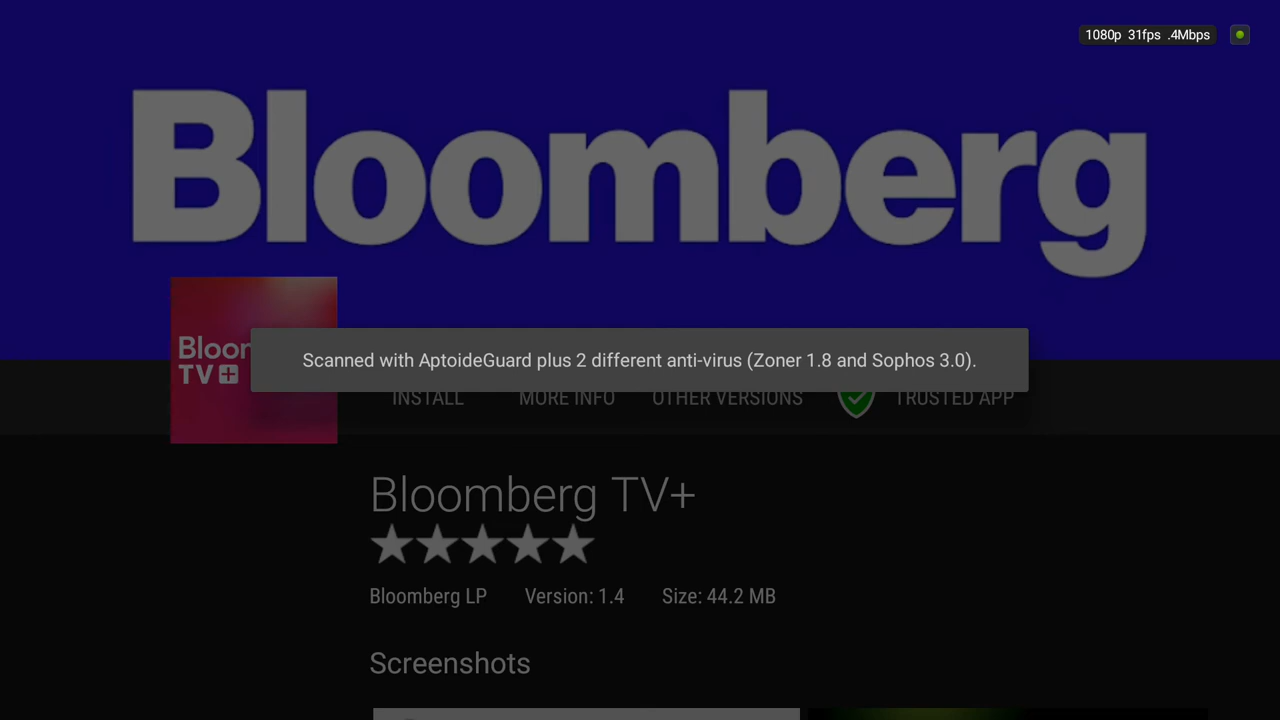 1080p 31fps .4Mbps
Bloomberg
Bloo
TV+
Scanned with AptoideGuard plus 2 different anti-virus (Zoner 1.8 and Sophos 3.0).
INSTALL MORE INFO OTHER VERSIONS TRUSTED APP
Bloomberg TV+
Bloomberg LP Version: 1.4 Size: 44.2 MB
Screenshots